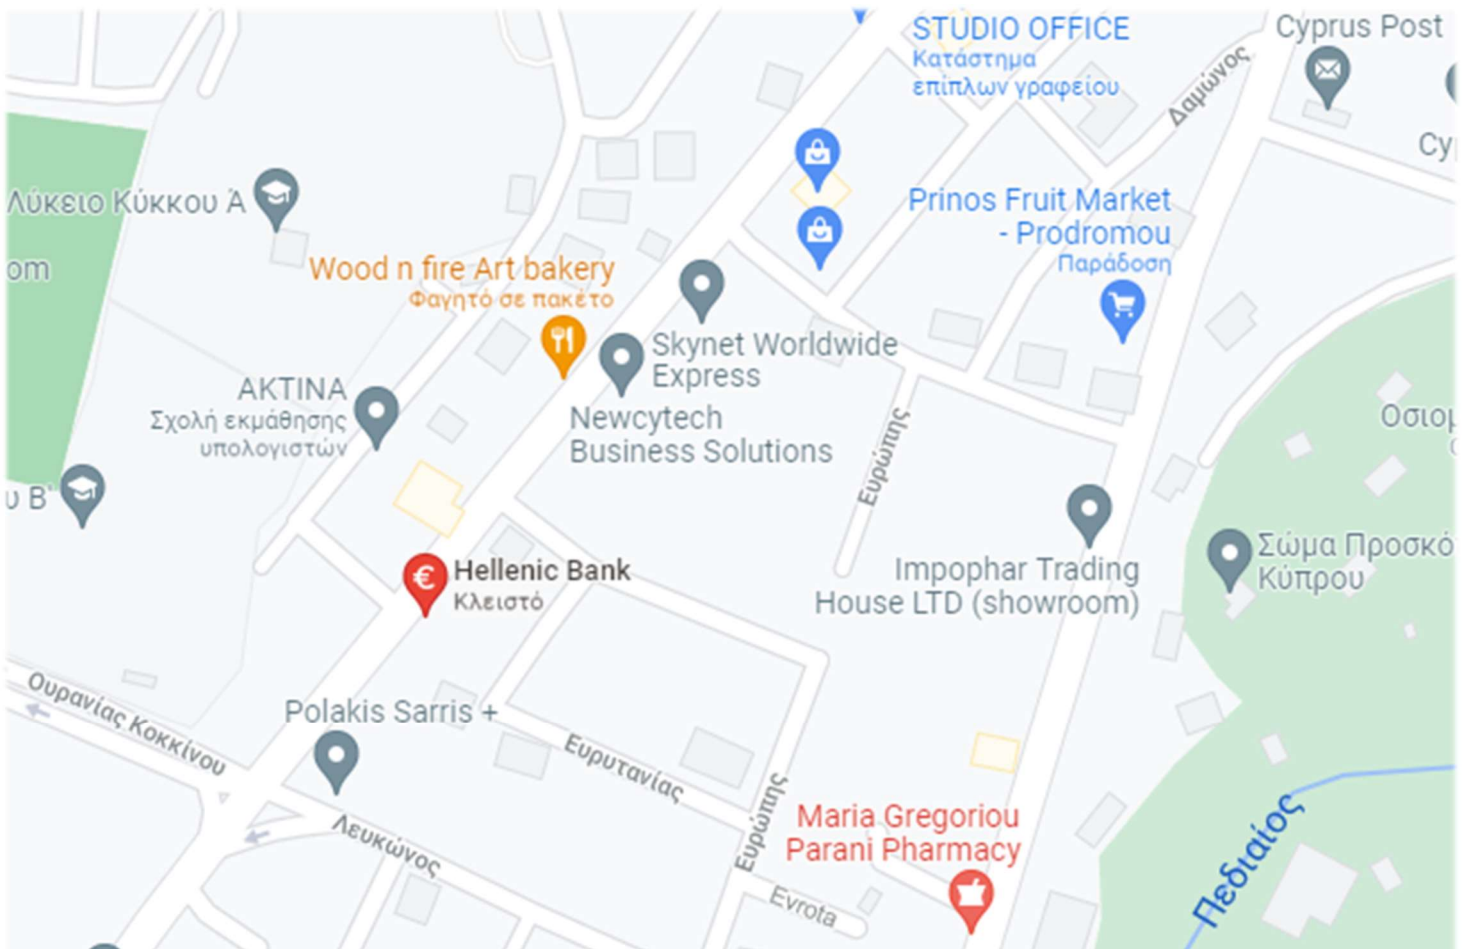 STUDIO OFFICE
Κατάστημα
επίπλων γραφείου
Cyprus Post
Δαμώνος
Λύκειο Κύκκου Ά
Prinos Fruit Market
- Prodromou
Παράδοση
Wood n fire Art bakery
Φαγητό σε πακέτο
Skynet Worldwide
Express
ΑΚΤΙΝΑ
Σχολή εκμάθησης
υπολογιστών
Newcytech
Business Solutions
Ευρώπης
Impophar Trading
House LTD (showroom)
Σώμα Προσκό
Κύπρου
Hellenic Bank
Κλειστό
Ουρανίας Κοκκίνου
Polakis Sarris +
Ευρυτανίας
Ευρώπης
Λευκώνος
Maria Gregoriou
Parani Pharmacy
Evrota
Πεδιαίος